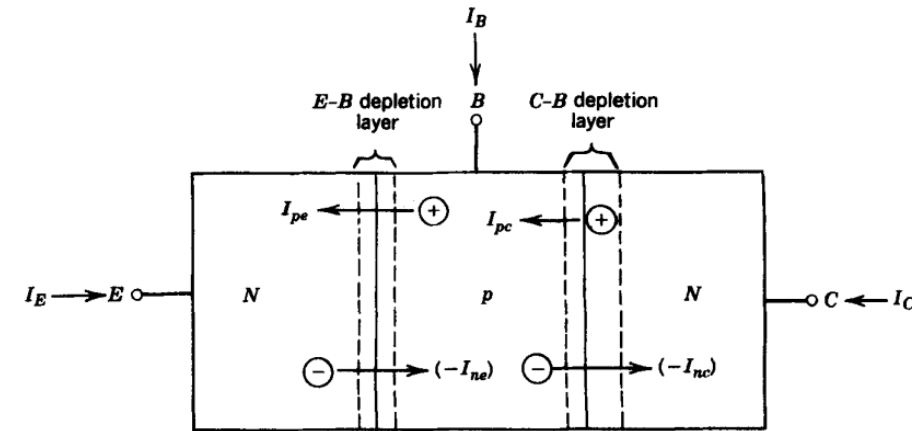 I_B
E–B depletion layer
B
C–B depletion layer
I_pe
+
I_pc
+
I_E
E
N
p
N
C
I_C
−
(−I_ne)
−
(−I_nc)